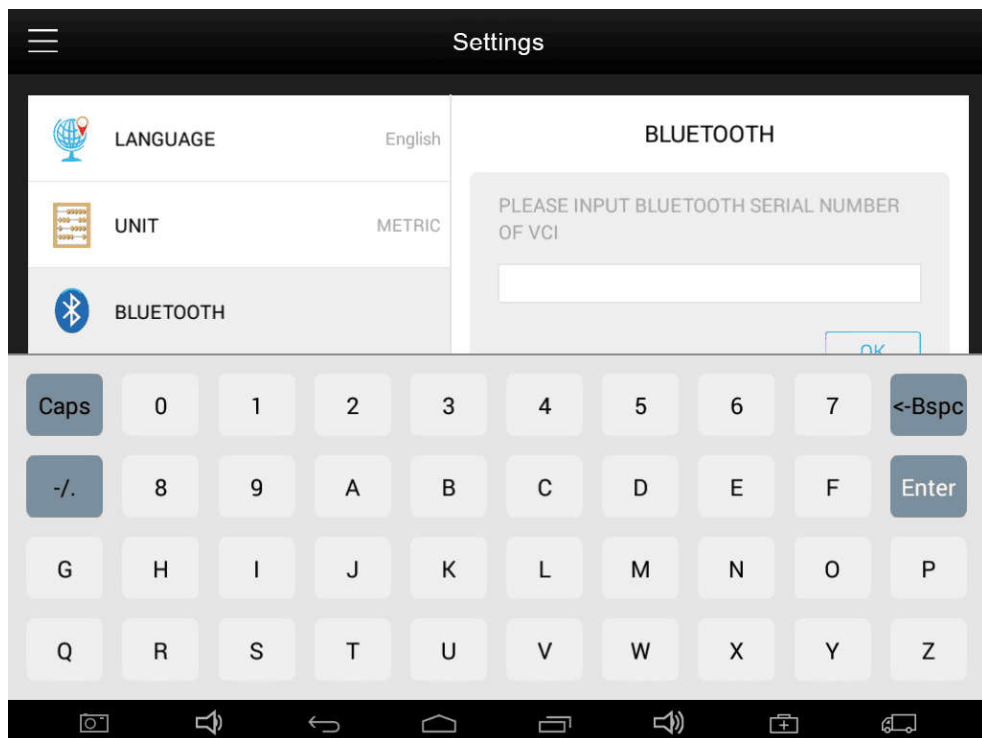 Settings
LANGUAGE English
UNIT METRIC
BLUETOOTH
BLUETOOTH
PLEASE INPUT BLUETOOTH SERIAL NUMBER
OF VCI
OK
Caps 0 1 2 3 4 5 6 7 <-Bspc
-/. 8 9 A B C D E F Enter
G H I J K L M N O P
Q R S T U V W X Y Z